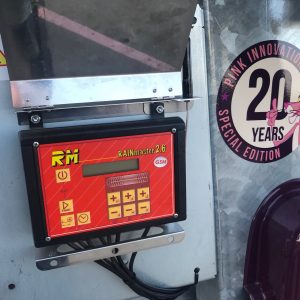 RM
RAINmaster 2.6
GSM
PINK INNOVATION
20
YEARS
SPECIAL EDITION